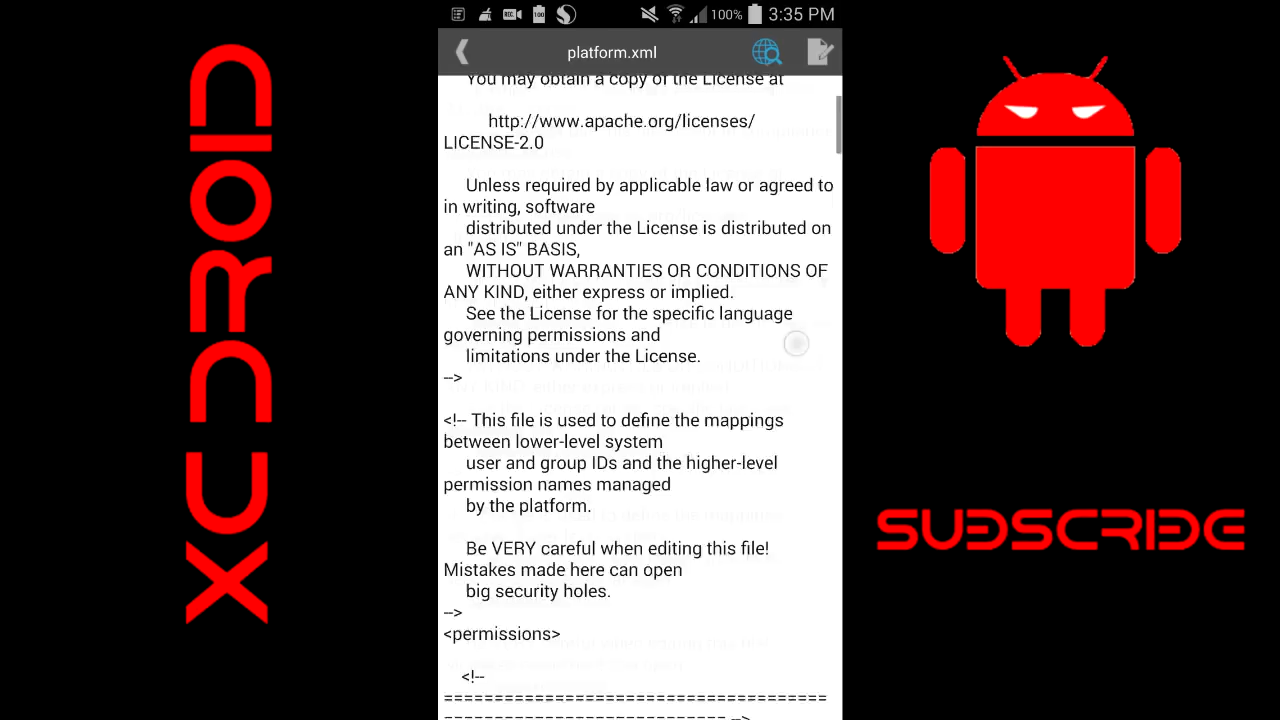 XC DROID
REC
100
100%
3:35 PM
platform.xml
You may obtain a copy of the License at
http://www.apache.org/licenses/
LICENSE-2.0
Unless required by applicable law or agreed to
in writing, software
distributed under the License is distributed on
an "AS IS" BASIS,
WITHOUT WARRANTIES OR CONDITIONS OF
ANY KIND, either express or implied.
See the License for the specific language
governing permissions and
limitations under the License.
-->
<!-- This file is used to define the mappings
between lower-level system
user and group IDs and the higher-level
permission names managed
by the platform.
Be VERY careful when editing this file!
Mistakes made here can open
big security holes.
-->
<permissions>
<!--
====================================
=========================== -->
SUBSCRIBE